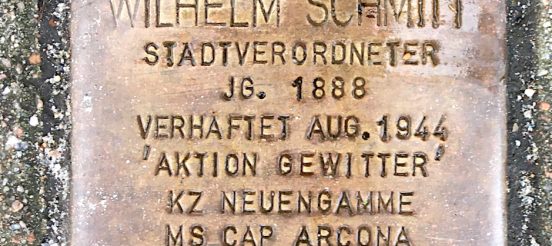 WILHELM SCHMITT
STADTVERORDNETER
JG. 1888
VERHAFTET AUG. 1944
'AKTION GEWITTER'
KZ NEUENGAMME
MS CAP ARCONA